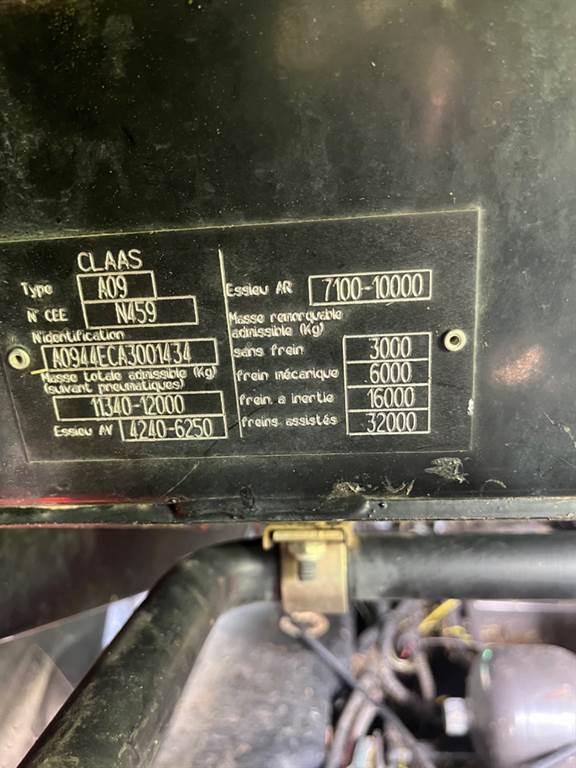 CLAAS
Type A09
N° CEE N459
N'identification
A0944ECA3001434
Masse totale admissible (Kg)
(suivant pneumatiques)
11340-12000
Essieu AV 4240-6250
Essieu AR 7100-10000
Masse remorquable
admissible (Kg)
sans frein 3000
frein mécanique 6000
frein. a inertie 16000
freins assistés 32000